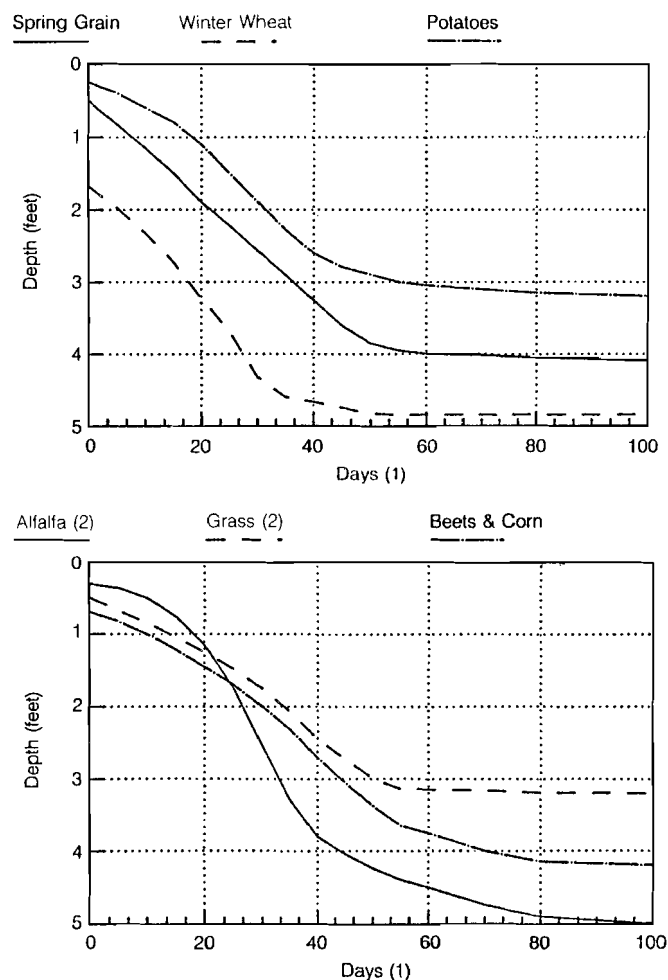 Spring Grain Winter Wheat Potatoes
0
1
2
3
4
5
Depth (feet)
0 20 40 60 80 100
Days (1)
Alfalfa (2) Grass (2) Beets & Corn
0
1
2
3
4
5
Depth (feet)
0 20 40 60 80 100
Days (1)